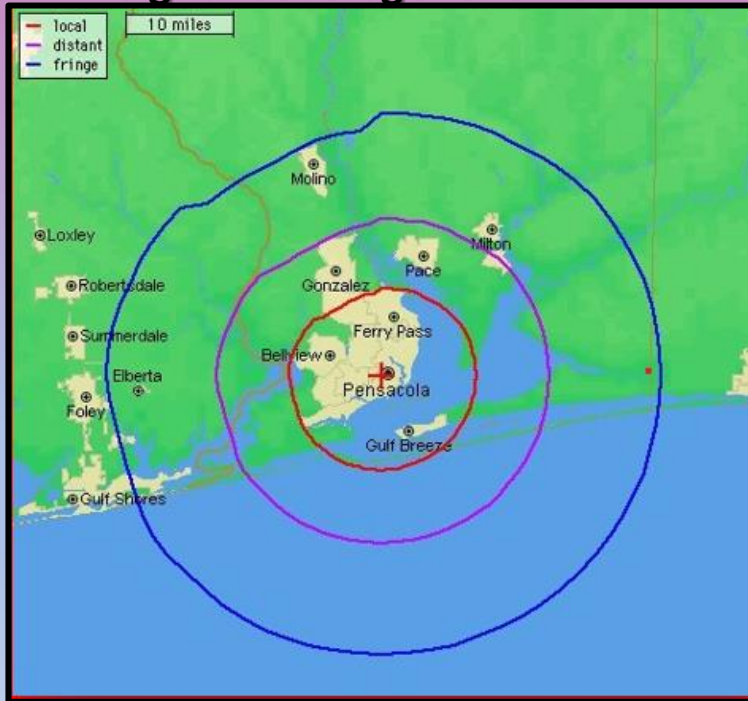 local
distant
fringe
10 miles
Molino
Loxley
Milton
Pace
Gonzalez
Robertsdale
Ferry Pass
Summerdale
Bellview
Elberta
Pensacola
Foley
Gulf Breeze
Gulf Shores